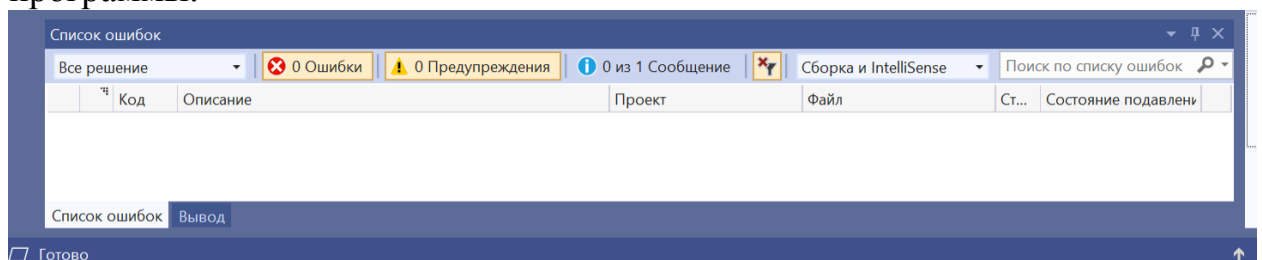 программы.
Список ошибок
Все решение 0 Ошибки 0 Предупреждения 0 из 1 Сообщение Сборка и IntelliSense Поиск по списку ошибок
Код Описание Проект Файл Ст... Состояние подавлени
Список ошибок Вывод
Готово